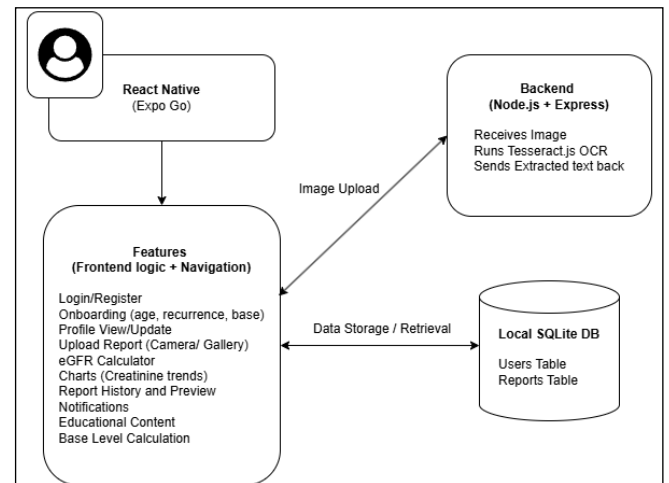 React Native
(Expo Go)
Backend
(Node.js + Express)
Receives Image
Runs Tesseract.js OCR
Sends Extracted text back
Image Upload
Features
(Frontend logic + Navigation)
Login/Register
Onboarding (age, recurrence, base)
Profile View/Update
Upload Report (Camera/ Gallery)
eGFR Calculator
Charts (Creatinine trends)
Report History and Preview
Notifications
Educational Content
Base Level Calculation
Data Storage / Retrieval
Local SQLite DB
Users Table
Reports Table